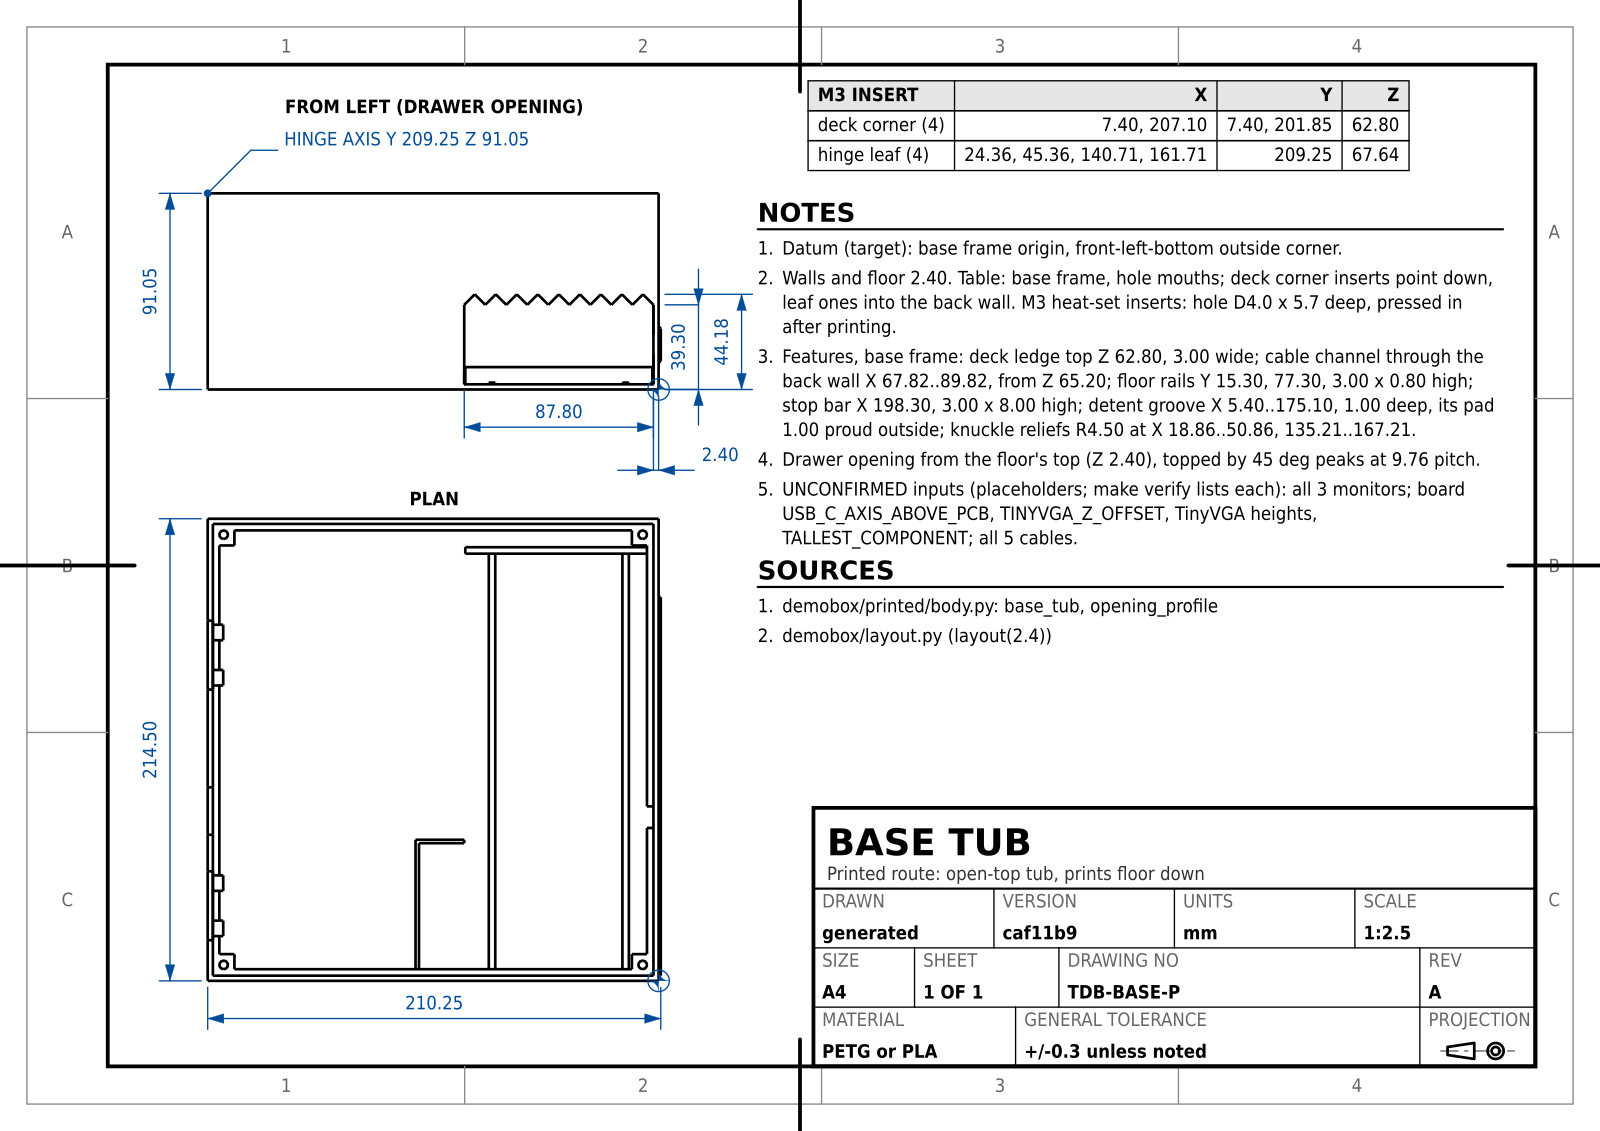 1 2 3 4
FROM LEFT (DRAWER OPENING)
HINGE AXIS Y 209.25 Z 91.05
M3 INSERT X Y Z
deck corner (4) 7.40, 207.10 7.40, 201.85 62.80
hinge leaf (4) 24.36, 45.36, 140.71, 161.71 209.25 67.64
A A
91.05
39.30
44.18
87.80
2.40
NOTES
1. Datum (target): base frame origin, front-left-bottom outside corner.
2. Walls and floor 2.40. Table: base frame, hole mouths; deck corner inserts point down,
leaf ones into the back wall. M3 heat-set inserts: hole D4.0 x 5.7 deep, pressed in
after printing.
3. Features, base frame: deck ledge top Z 62.80, 3.00 wide; cable channel through the
back wall X 67.82..89.82, from Z 65.20; floor rails Y 15.30, 77.30, 3.00 x 0.80 high;
stop bar X 198.30, 3.00 x 8.00 high; detent groove X 5.40..175.10, 1.00 deep, its pad
1.00 proud outside; knuckle reliefs R4.50 at X 18.86..50.86, 135.21..167.21.
4. Drawer opening from the floor's top (Z 2.40), topped by 45 deg peaks at 9.76 pitch.
5. UNCONFIRMED inputs (placeholders; make verify lists each): all 3 monitors; board
USB_C_AXIS_ABOVE_PCB, TINYVGA_Z_OFFSET, TinyVGA heights,
TALLEST_COMPONENT; all 5 cables.
SOURCES
1. demobox/printed/body.py: base_tub, opening_profile
2. demobox/layout.py (layout(2.4))
PLAN
B B
214.50
210.25
C C
BASE TUB
Printed route: open-top tub, prints floor down
DRAWN VERSION UNITS SCALE
generated caf11b9 mm 1:2.5
SIZE SHEET DRAWING NO REV
A4 1 OF 1 TDB-BASE-P A
MATERIAL GENERAL TOLERANCE PROJECTION
PETG or PLA +/-0.3 unless noted
1 2 3 4